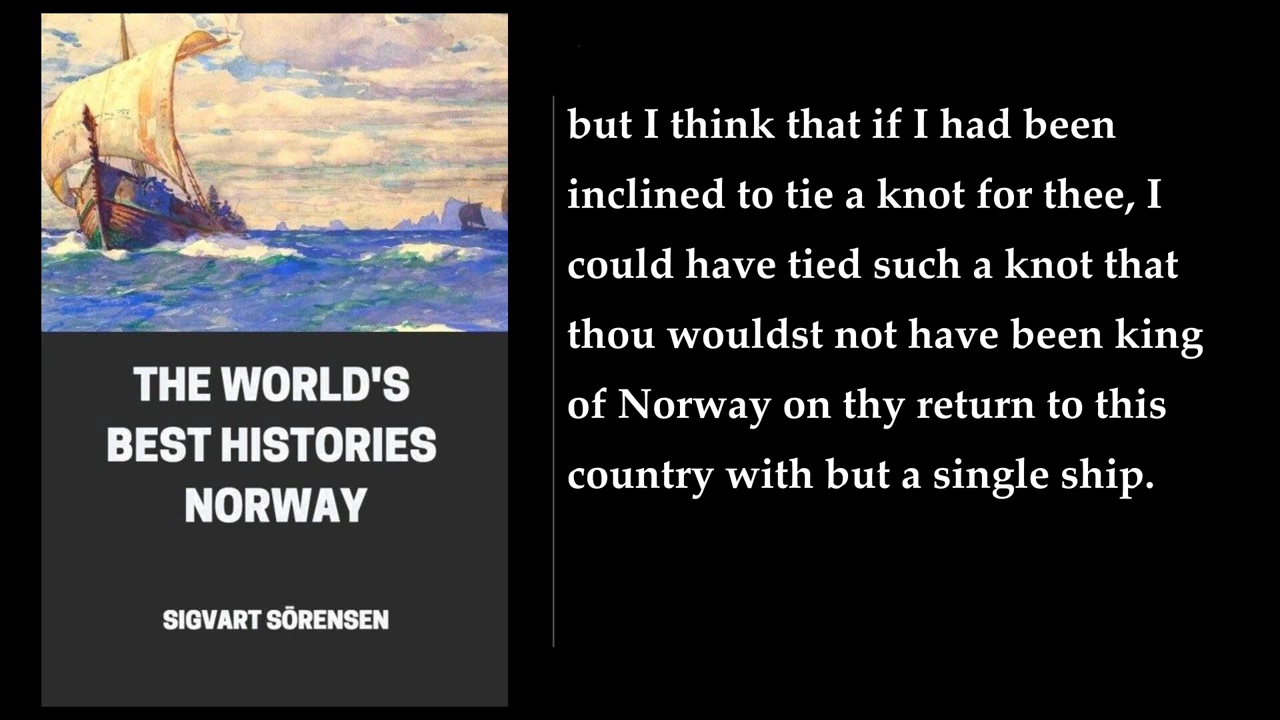 THE WORLD'S
BEST HISTORIES
NORWAY
SIGVART SÖRENSEN
but I think that if I had been
inclined to tie a knot for thee, I
could have tied such a knot that
thou wouldst not have been king
of Norway on thy return to this
country with but a single ship.